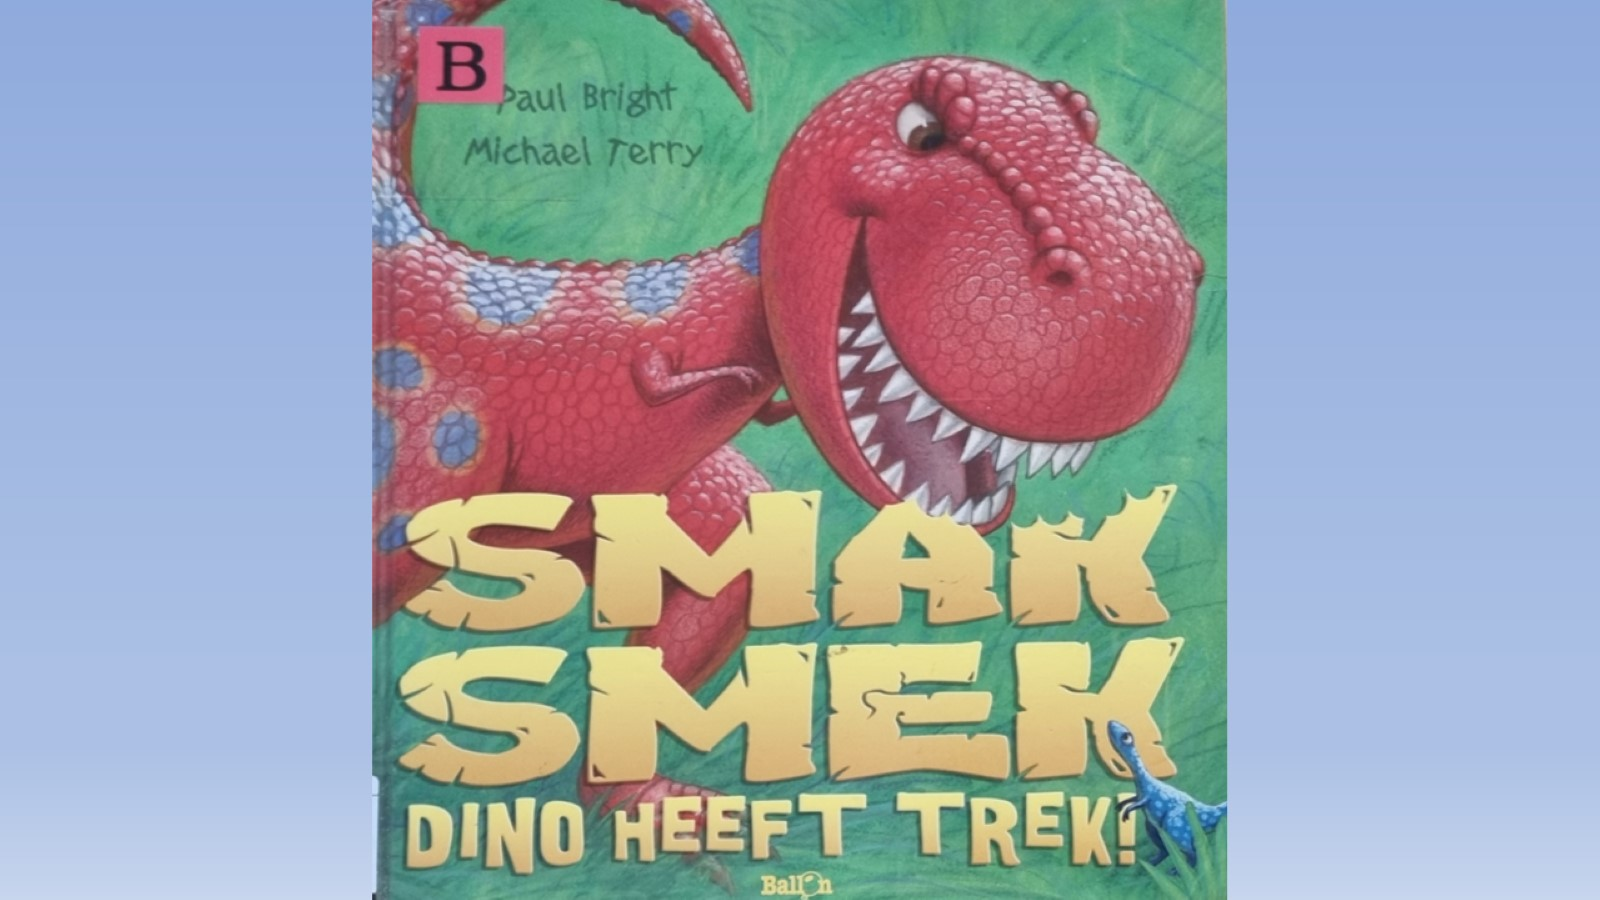 B
Paul Bright
Michael Terry
SMAK
SMEK
DINO HEEFT TREK!
Ballon